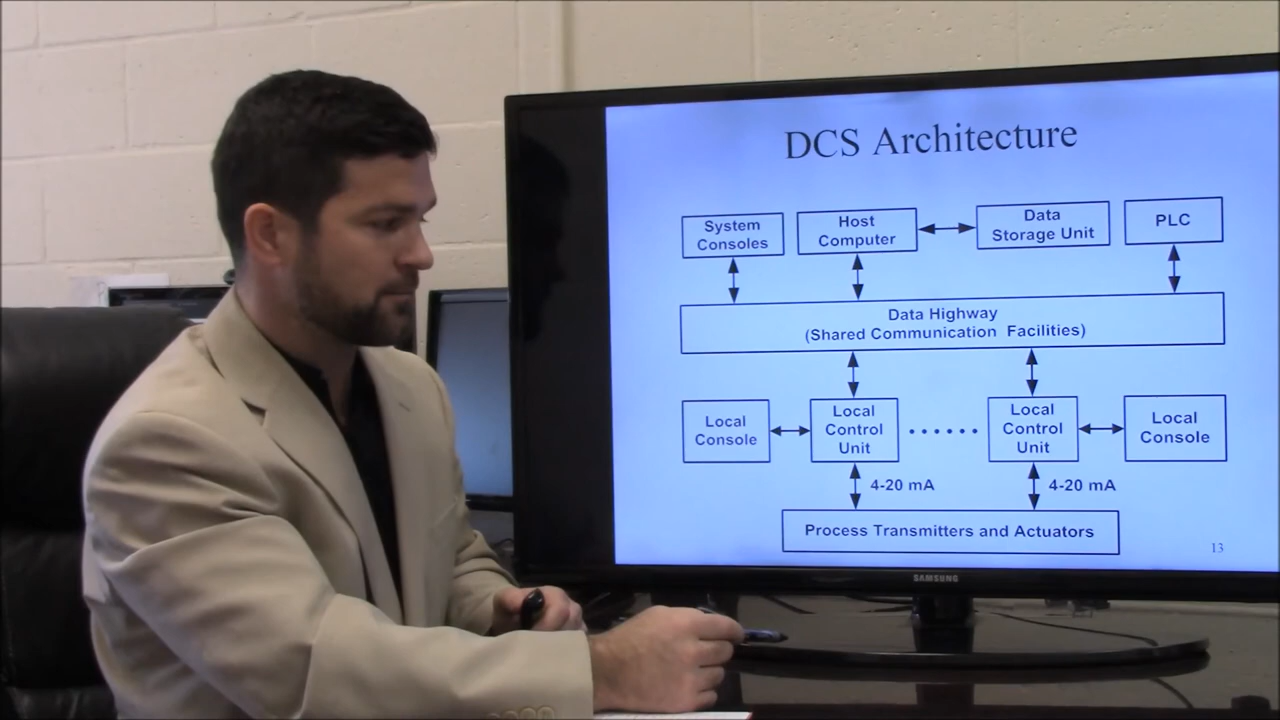 DCS Architecture
System
Consoles
Host
Computer
Data
Storage Unit
PLC
Data Highway
(Shared Communication Facilities)
Local
Console
Local
Control
Unit
• • • • • •
Local
Control
Unit
Local
Console
4-20 mA
4-20 mA
Process Transmitters and Actuators
13
SAMSUNG